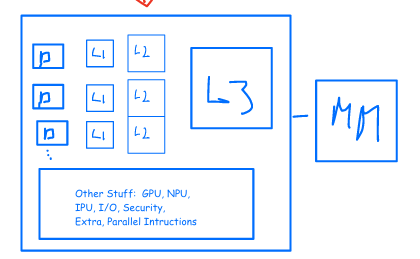 P L1 L2
L3
P L1 L2
MM
P L1 L2
Other Stuff: GPU, NPU,
IPU, I/O, Security,
Extra, Parallel Intructions